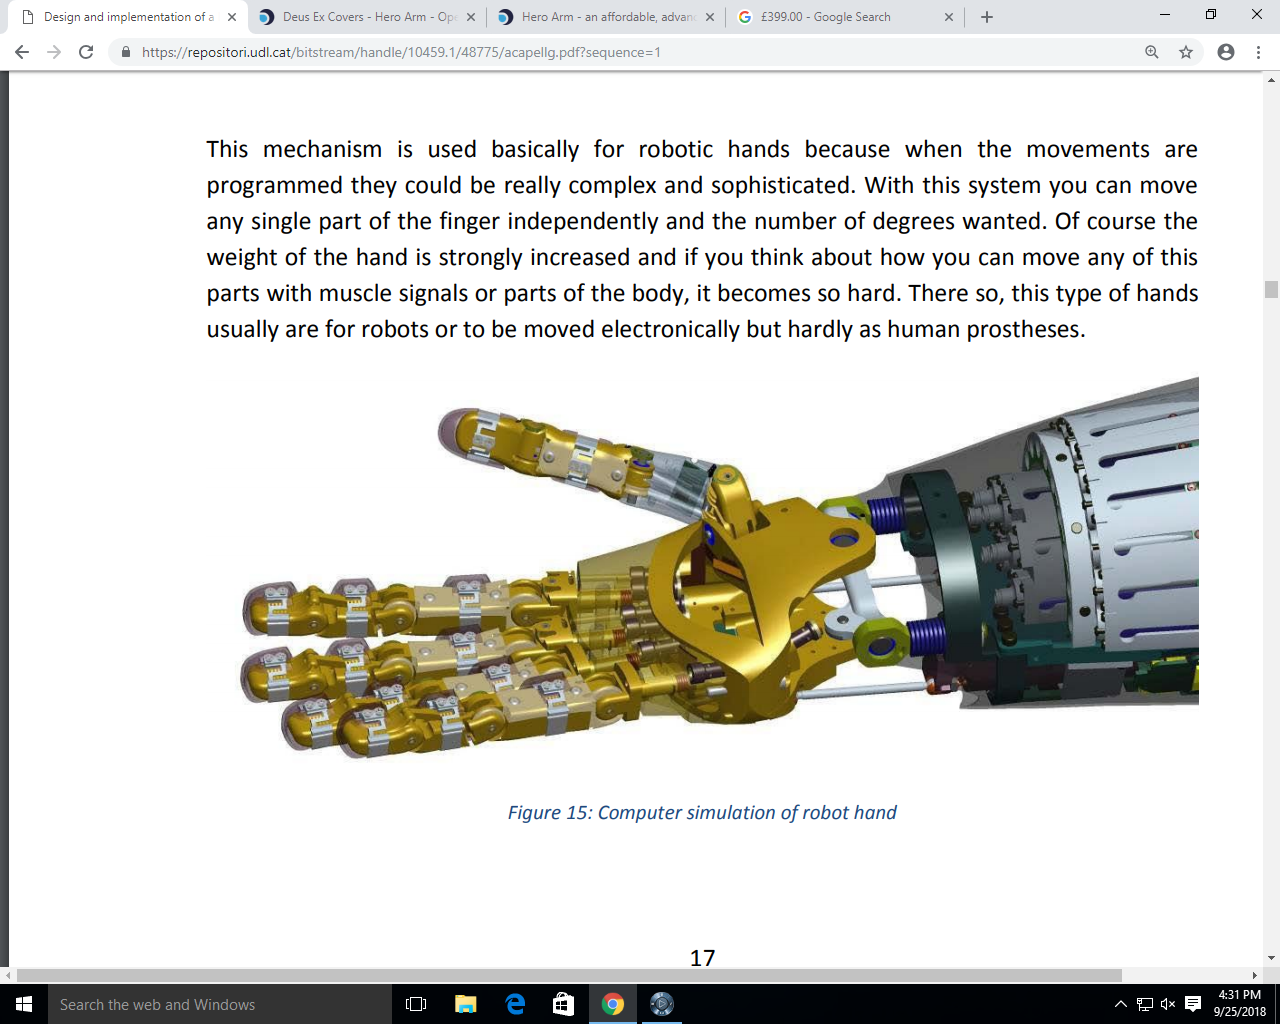 Design and implementation of a
Deus Ex Covers - Hero Arm - Ope
Hero Arm - an affordable, advan
£399.00 - Google Search
https://repositori.udl.cat/bitstream/handle/10459.1/48775/acapellg.pdf?sequence=1
This mechanism is used basically for robotic hands because when the movements are
programmed they could be really complex and sophisticated. With this system you can move
any single part of the finger independently and the number of degrees wanted. Of course the
weight of the hand is strongly increased and if you think about how you can move any of this
parts with muscle signals or parts of the body, it becomes so hard. There so, this type of hands
usually are for robots or to be moved electronically but hardly as human prostheses.
Figure 15: Computer simulation of robot hand
17
Search the web and Windows
4:31 PM
9/25/2018